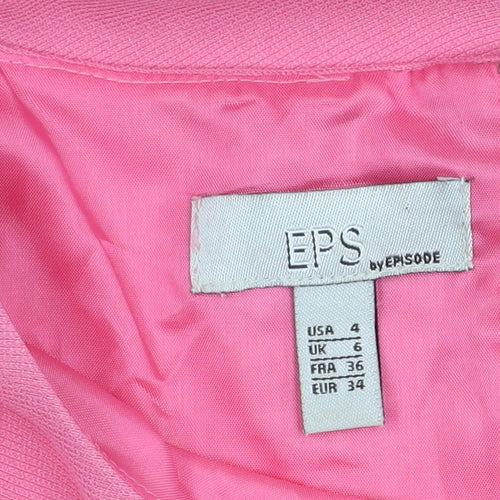 EPS by EPISODE
USA 4
UK 6
FRA 36
EUR 34